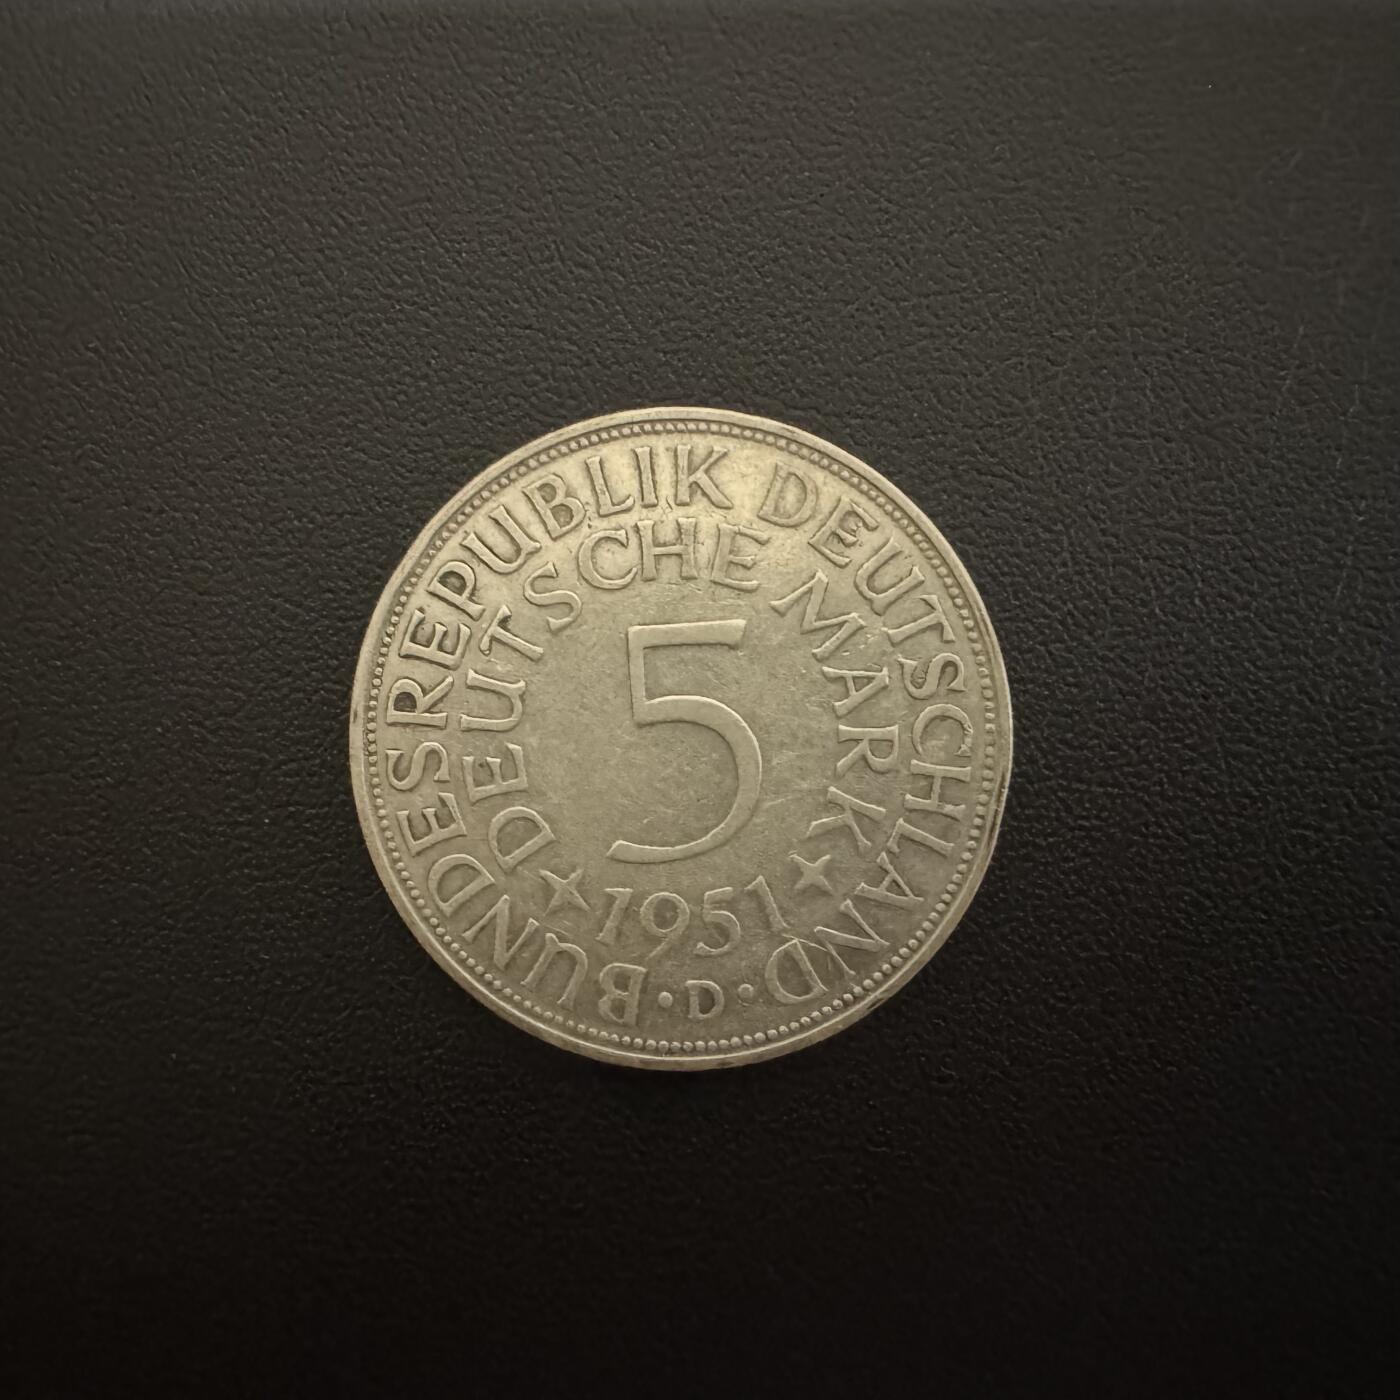 BUNDESREPUBLIK DEUTSCHLAND
DEUTSCHE MARK
5
1951
· D ·